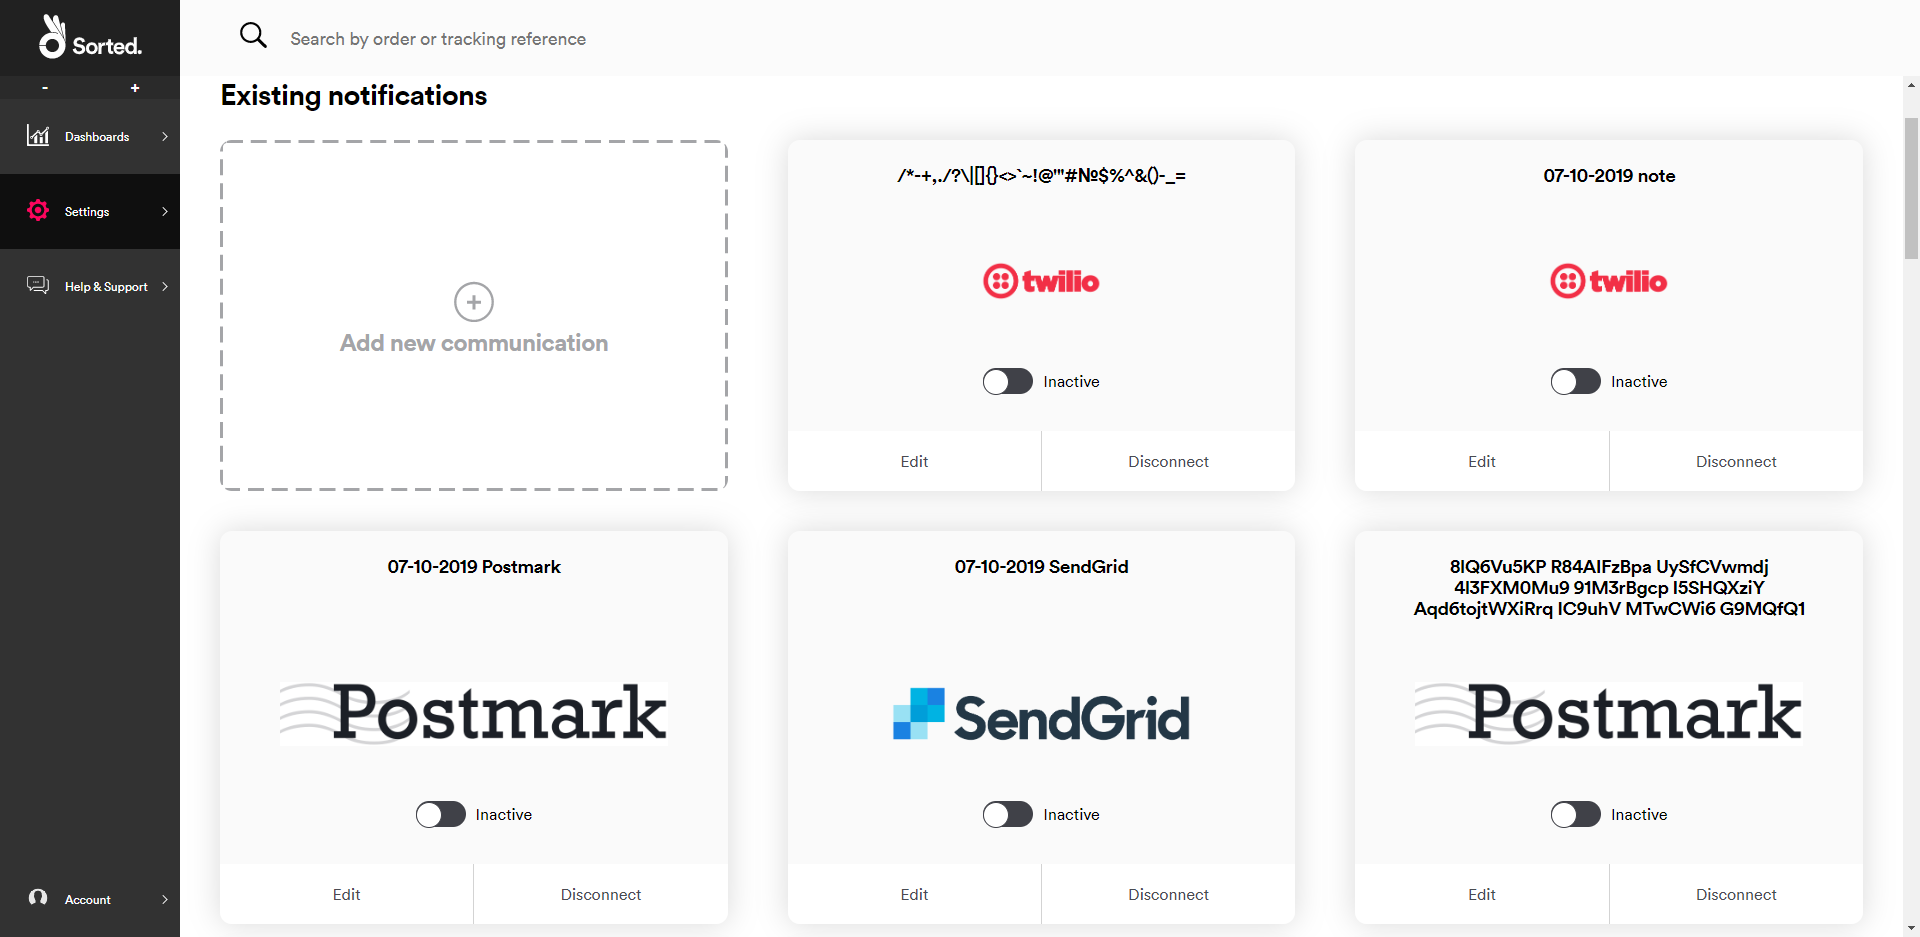 Sorted.
Search by order or tracking reference
- +
Dashboards
Settings
Help & Support
Account
Existing notifications
Add new communication
/*-+,./?\|[]{}<>`~!@'"#№$%^&()-_=
twilio
Inactive
Edit Disconnect
07-10-2019 note
twilio
Inactive
Edit Disconnect
07-10-2019 Postmark
Postmark
Inactive
Edit Disconnect
07-10-2019 SendGrid
SendGrid
Inactive
Edit Disconnect
8lQ6Vu5KP R84AIFzBpa UySfCVwmdj
4l3FXM0Mu9 91M3rBgcp I5SHQXziY
Aqd6tojtWXiRrq IC9uhV MTwCWi6 G9MQfQ1
Postmark
Inactive
Edit Disconnect